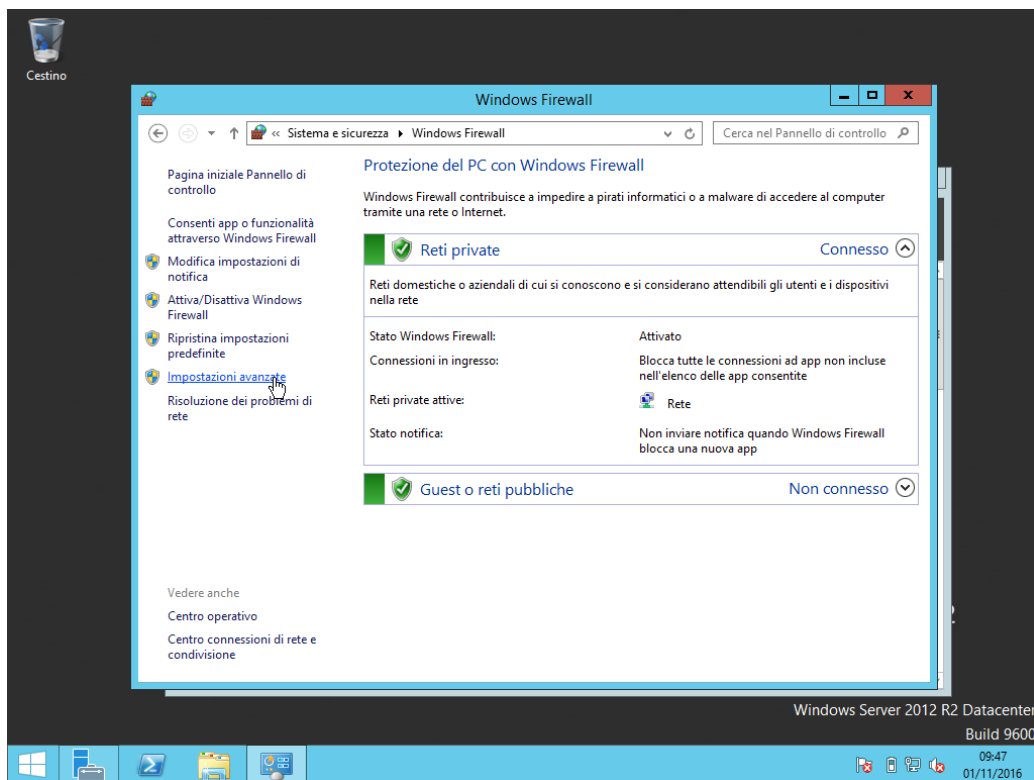 Cestino
Windows Firewall
« Sistema e sicurezza Windows Firewall
Cerca nel Pannello di controllo
Pagina iniziale Pannello di
controllo
Consenti app o funzionalità
attraverso Windows Firewall
Modifica impostazioni di
notifica
Attiva/Disattiva Windows
Firewall
Ripristina impostazioni
predefinite
Impostazioni avanzate
Risoluzione dei problemi di
rete
Protezione del PC con Windows Firewall
Windows Firewall contribuisce a impedire a pirati informatici o a malware di accedere al computer
tramite una rete o Internet.
Reti private Connesso
Reti domestiche o aziendali di cui si conoscono e si considerano attendibili gli utenti e i dispositivi
nella rete
Stato Windows Firewall: Attivato
Connessioni in ingresso: Blocca tutte le connessioni ad app non incluse
nell'elenco delle app consentite
Reti private attive: Rete
Stato notifica: Non inviare notifica quando Windows Firewall
blocca una nuova app
Guest o reti pubbliche Non connesso
Vedere anche
Centro operativo
Centro connessioni di rete e
condivisione
Windows Server 2012 R2 Datacenter
Build 9600
09:47
01/11/2016